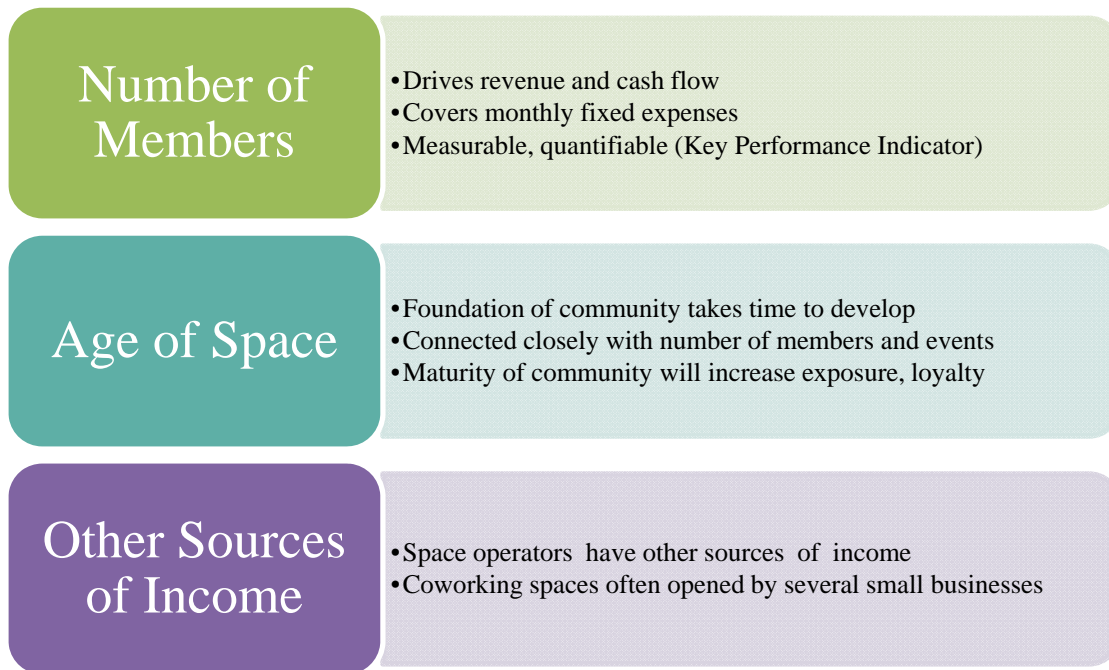 Number of
Members
•Drives revenue and cash flow
•Covers monthly fixed expenses
•Measurable, quantifiable (Key Performance Indicator)
Age of Space
•Foundation of community takes time to develop
•Connected closely with number of members and events
•Maturity of community will increase exposure, loyalty
Other Sources
of Income
•Space operators have other sources of income
•Coworking spaces often opened by several small businesses